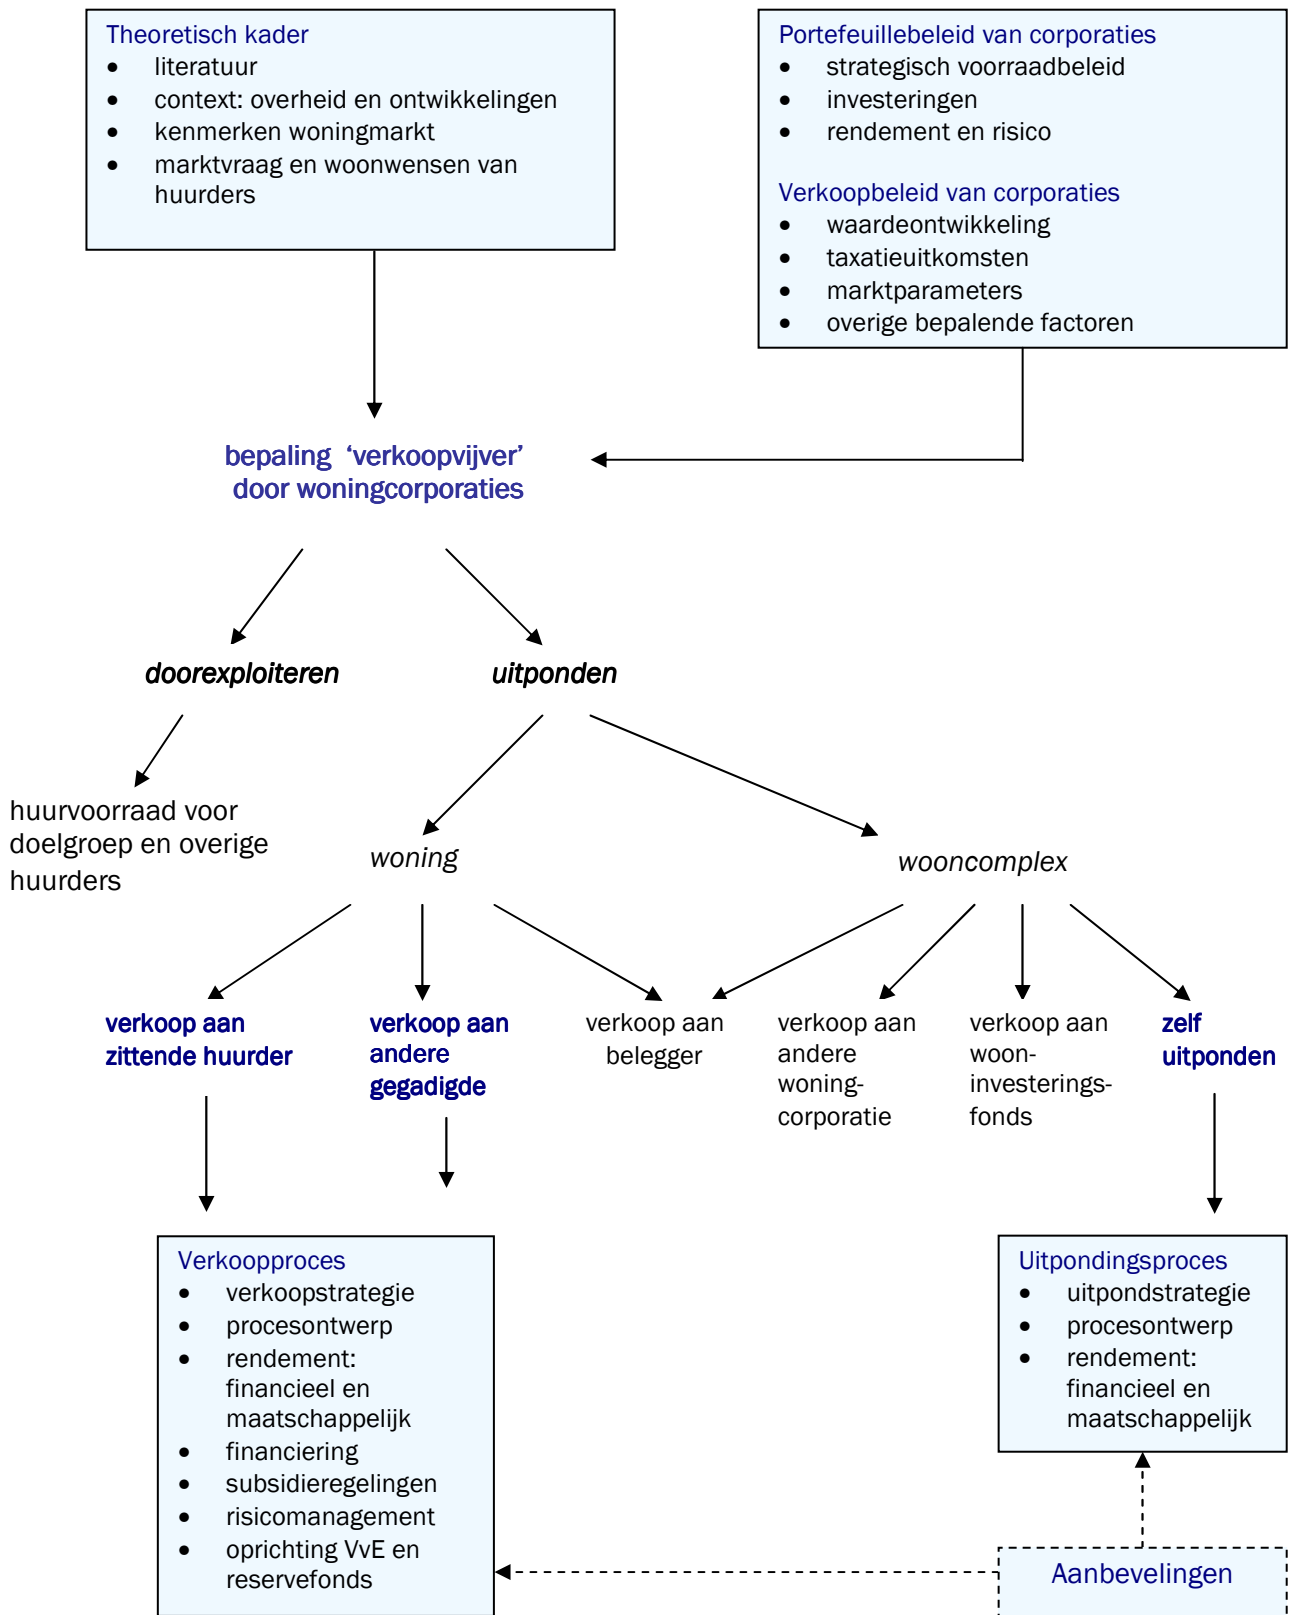 Theoretisch kader
• literatuur
• context: overheid en ontwikkelingen
• kenmerken woningmarkt
• marktvraag en woonwensen van
huurders
Portefeuillebeleid van corporaties
• strategisch voorraadbeleid
• investeringen
• rendement en risico
Verkoopbeleid van corporaties
• waardeontwikkeling
• taxatieuitkomsten
• marktparameters
• overige bepalende factoren
bepaling ‘verkoopvijver’
door woningcorporaties
doorexploiteren
uitponden
huurvoorraad voor
doelgroep en overige
huurders
woning
wooncomplex
verkoop aan
zittende huurder
verkoop aan
andere
gegadigde
verkoop aan
belegger
verkoop aan
andere
woning-
corporatie
verkoop aan
woon-
investerings-
fonds
zelf
uitponden
Verkoopproces
• verkoopstrategie
• procesontwerp
• rendement:
financieel en
maatschappelijk
• financiering
• subsidieregelingen
• risicomanagement
• oprichting VvE en
reservefonds
Uitpondingsproces
• uitpondstrategie
• procesontwerp
• rendement:
financieel en
maatschappelijk
Aanbevelingen